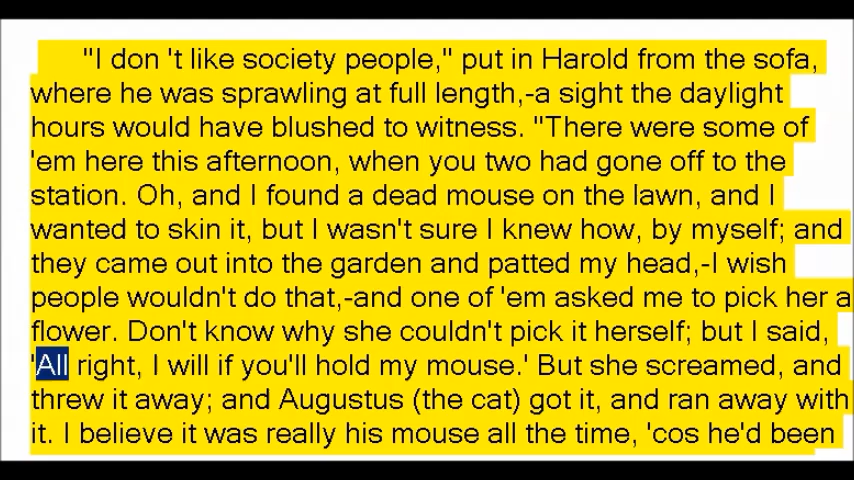 "I don 't like society people," put in Harold from the sofa,
where he was sprawling at full length,-a sight the daylight
hours would have blushed to witness. "There were some of
'em here this afternoon, when you two had gone off to the
station. Oh, and I found a dead mouse on the lawn, and I
wanted to skin it, but I wasn't sure I knew how, by myself; and
they came out into the garden and patted my head,-I wish
people wouldn't do that,-and one of 'em asked me to pick her a
flower. Don't know why she couldn't pick it herself; but I said,
'All right, I will if you'll hold my mouse.' But she screamed, and
threw it away; and Augustus (the cat) got it, and ran away with
it. I believe it was really his mouse all the time, 'cos he'd been